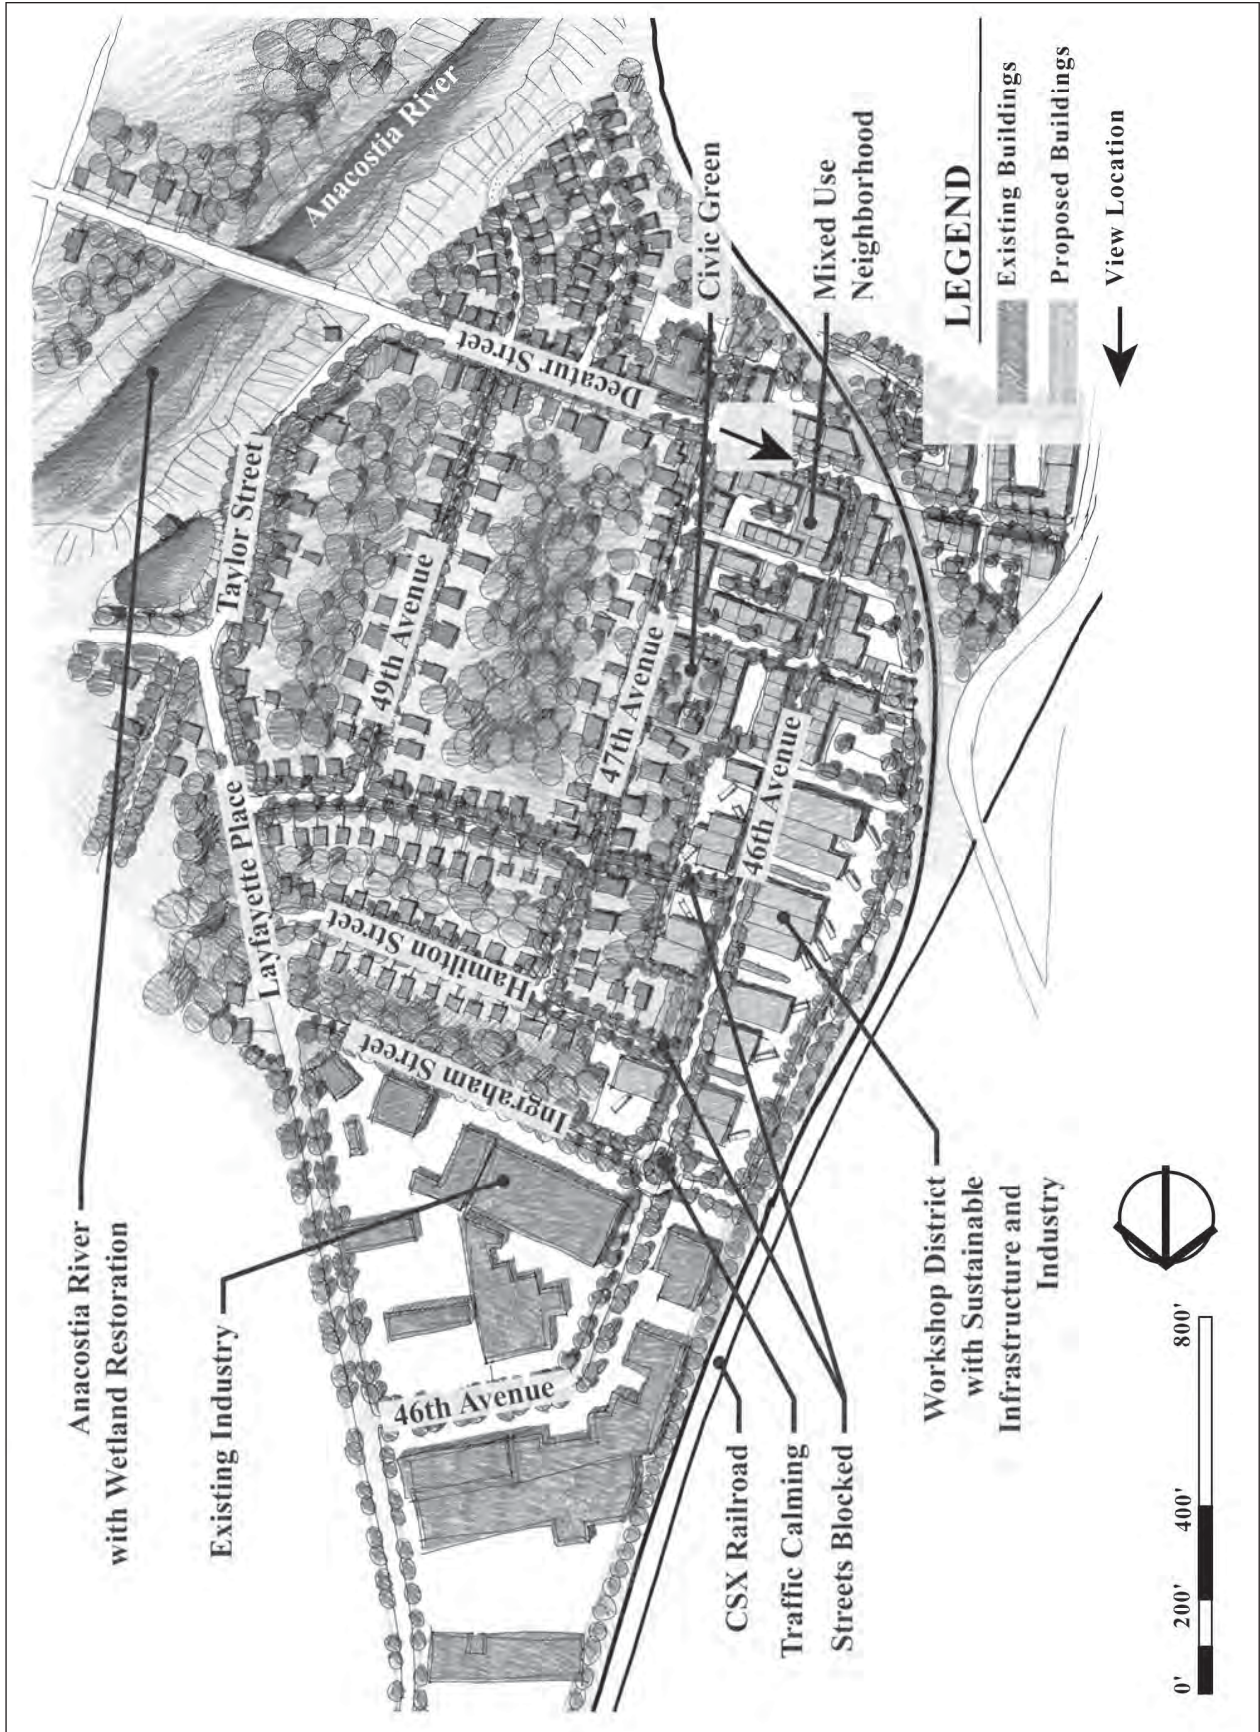 Anacostia River
with Wetland Restoration
Existing Industry
Anacostia River
Taylor Street
Layfayette Place
49th Avenue
Decatur Street
Hamilton Street
Ingraham Street
47th Avenue
46th Avenue
46th Avenue
Civic Green
Mixed Use
Neighborhood
CSX Railroad
Traffic Calming
Streets Blocked
Workshop District
with Sustainable
Infrastructure and
Industry
LEGEND
Existing Buildings
Proposed Buildings
View Location
0' 200' 400' 800'